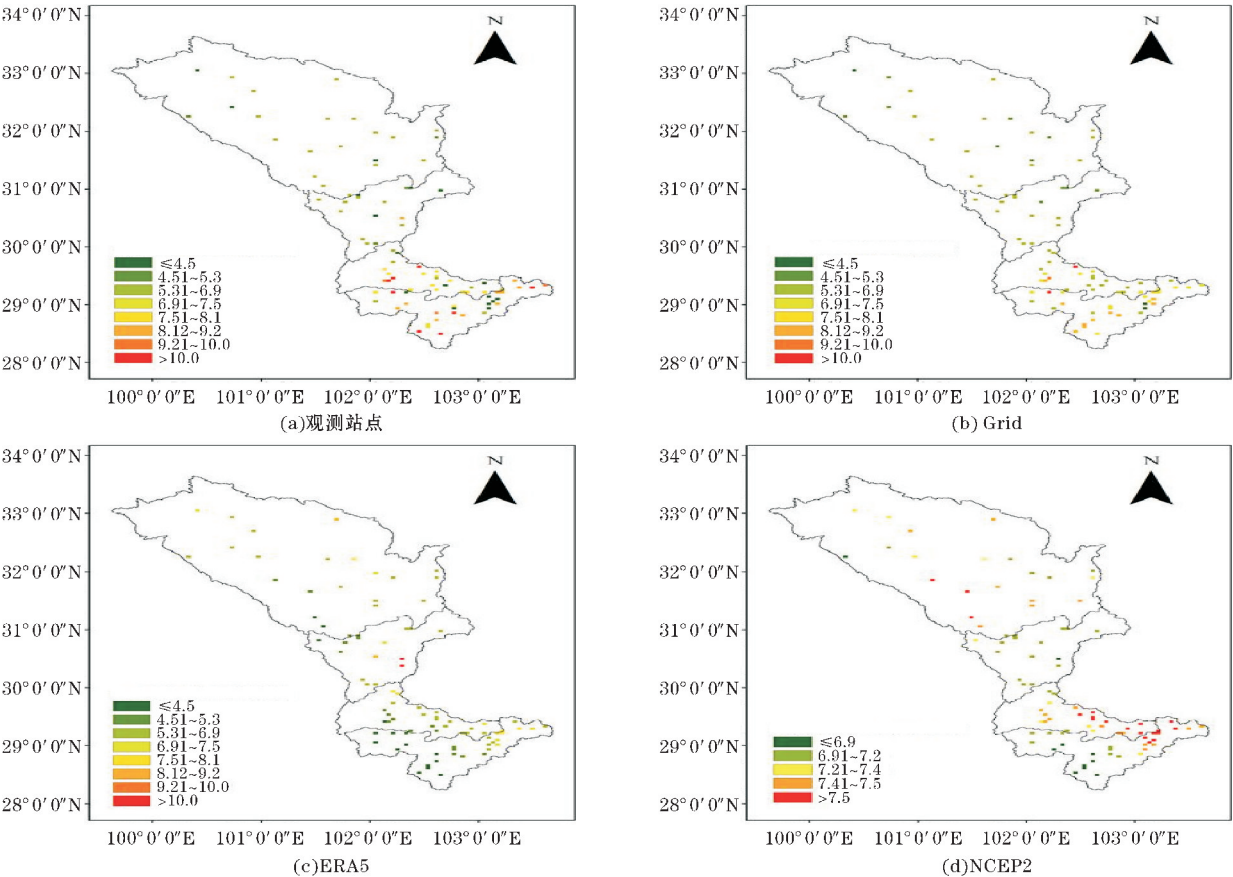 34°0′0″N
N
33°0′0″N
32°0′0″N
31°0′0″N
30°0′0″N
29°0′0″N
28°0′0″N
≤4.5
4.51~5.3
5.31~6.9
6.91~7.5
7.51~8.1
8.12~9.2
9.21~10.0
>10.0
100°0′0″E
101°0′0″E
102°0′0″E
103°0′0″E
(a)观测站点
34°0′0″N
N
33°0′0″N
32°0′0″N
31°0′0″N
30°0′0″N
29°0′0″N
28°0′0″N
≤4.5
4.51~5.3
5.31~6.9
6.91~7.5
7.51~8.1
8.12~9.2
9.21~10.0
>10.0
100°0′0″E
101°0′0″E
102°0′0″E
103°0′0″E
(b) Grid
34°0′0″N
N
33°0′0″N
32°0′0″N
31°0′0″N
30°0′0″N
29°0′0″N
28°0′0″N
≤4.5
4.51~5.3
5.31~6.9
6.91~7.5
7.51~8.1
8.12~9.2
9.21~10.0
>10.0
100°0′0″E
101°0′0″E
102°0′0″E
103°0′0″E
(c)ERA5
34°0′0″N
N
33°0′0″N
32°0′0″N
31°0′0″N
30°0′0″N
29°0′0″N
28°0′0″N
≤6.9
6.91~7.2
7.21~7.4
7.41~7.5
>7.5
100°0′0″E
101°0′0″E
102°0′0″E
103°0′0″E
(d)NCEP2